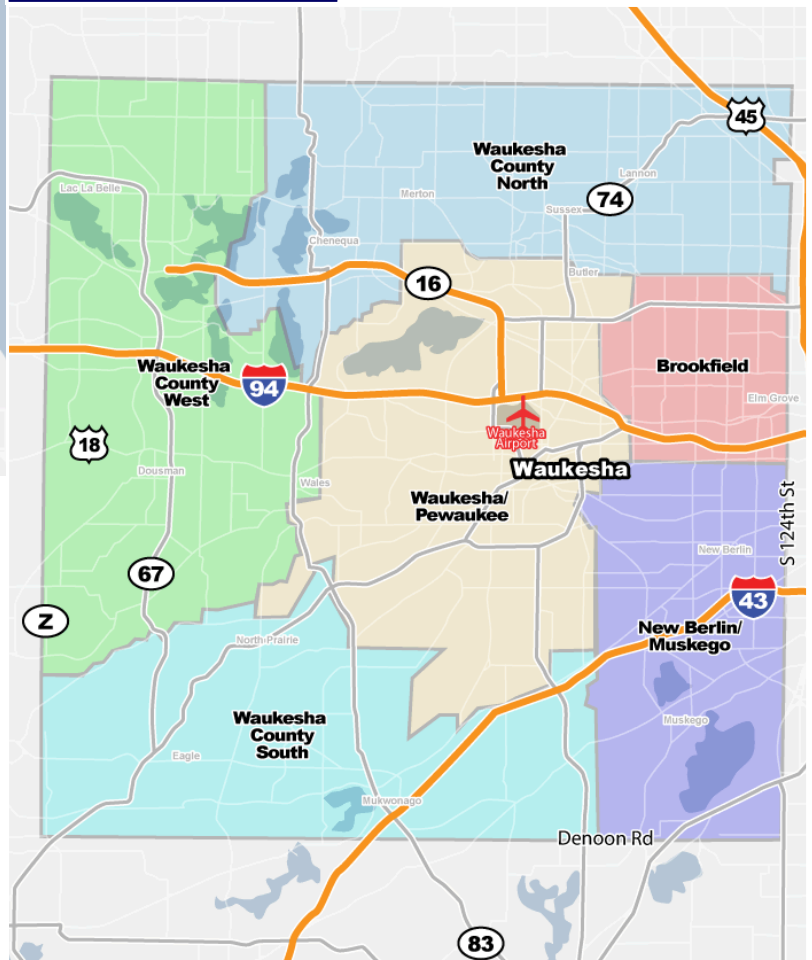 45
Waukesha
County
North
Lannon
74
Lac La Belle
Merton
Sussex
Chenequa
Butler
16
Waukesha
County
West
94
Brookfield
Elm Grove
Waukesha
Airport
18
Dousman
Waukesha
Wales
Waukesha/
Pewaukee
S 124th St
New Berlin
67
43
Z
New Berlin/
Muskego
North Prairie
Waukesha
County
South
Muskego
Eagle
Mukwonago
Denoon Rd
83